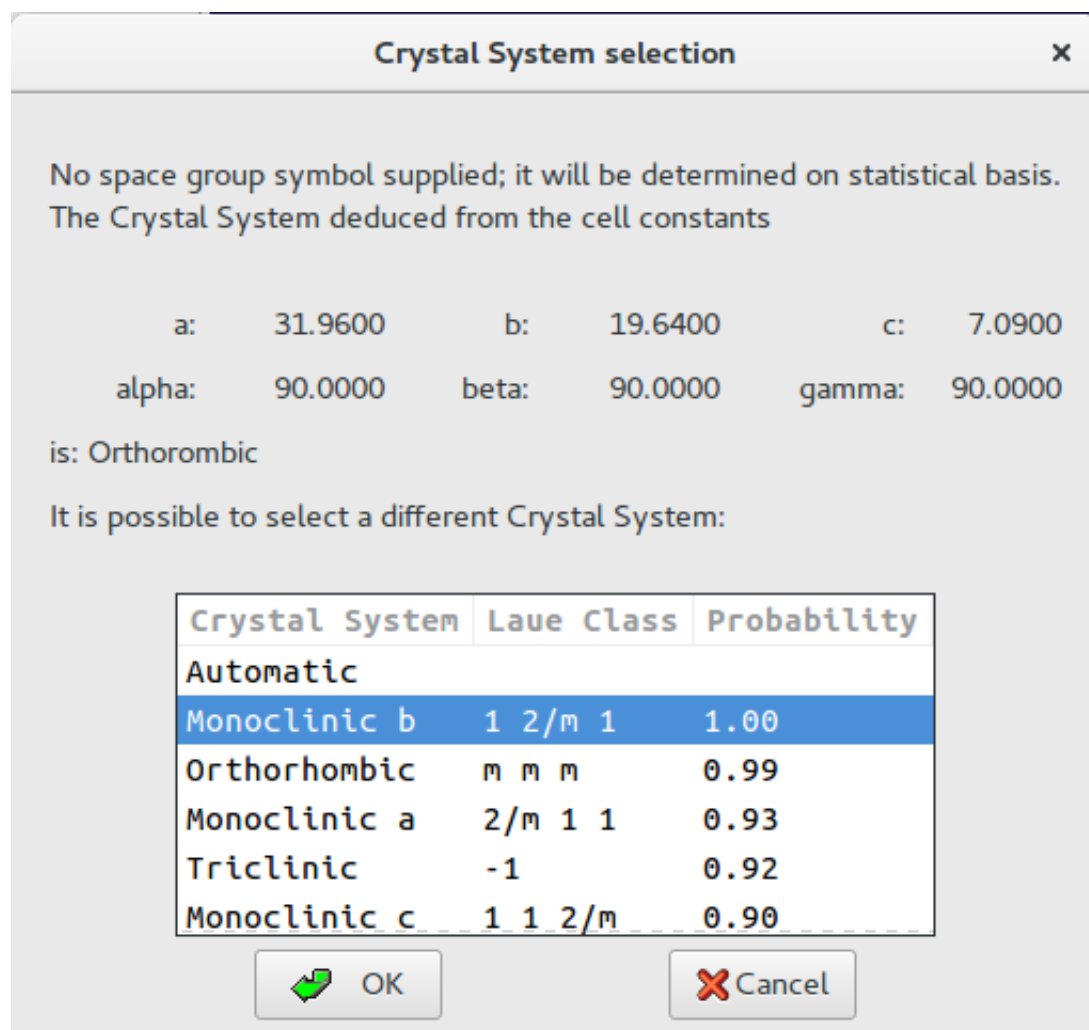 Crystal System selection ×
No space group symbol supplied; it will be determined on statistical basis.
The Crystal System deduced from the cell constants
a: 31.9600 b: 19.6400 c: 7.0900
alpha: 90.0000 beta: 90.0000 gamma: 90.0000
is: Orthorombic
It is possible to select a different Crystal System:
Crystal System Laue Class Probability
Automatic
Monoclinic b 1 2/m 1 1.00
Orthorhombic m m m 0.99
Monoclinic a 2/m 1 1 0.93
Triclinic -1 0.92
Monoclinic c 1 1 2/m 0.90
OK Cancel